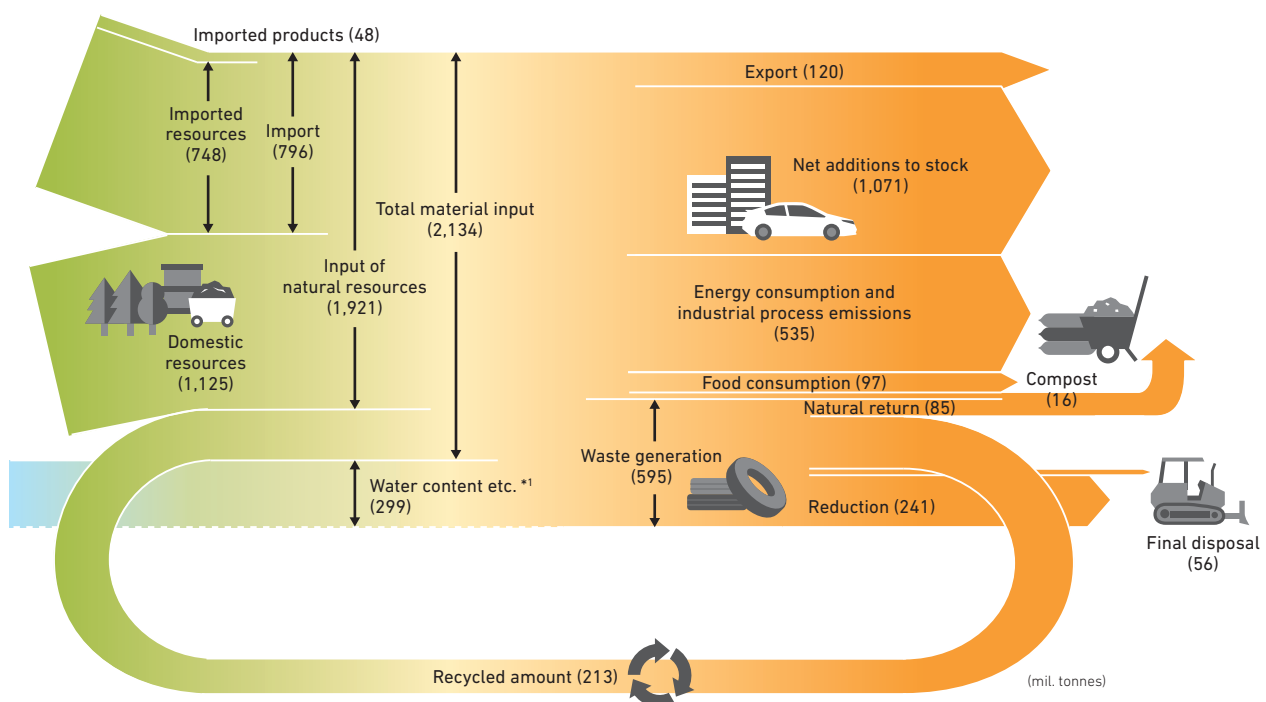 Imported products (48)
Export (120)
Imported
resources
(748)
Import
(796)
Net additions to stock
(1,071)
Total material input
(2,134)
Input of
natural resources
(1,921)
Energy consumption and
industrial process emissions
(535)
Domestic
resources
(1,125)
Food consumption (97)
Compost
(16)
Natural return (85)
Waste generation
(595)
Water content etc. *1
(299)
Reduction (241)
Final disposal
(56)
Recycled amount (213)
(mil. tonnes)